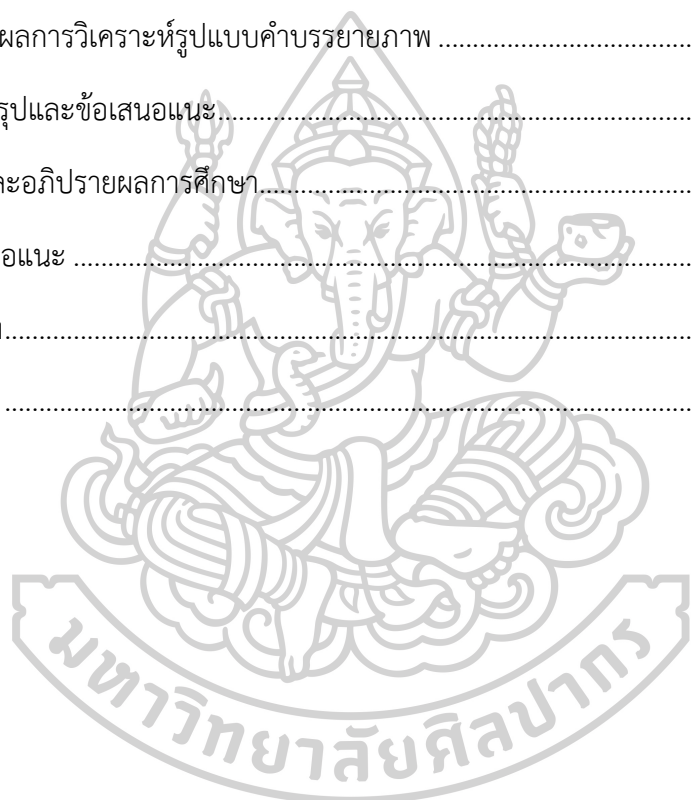 ผลการวิเคราะห์รูปแบบคำบรรยายภาพ ....................................
รุปและข้อเสนอแนะ..................................................................
ละอภิปรายผลการศึกษา............................................................
อแนะ .....................................................................................
.................................................................................................
.................................................................................................
มหาวิทยาลัยศิลปากร